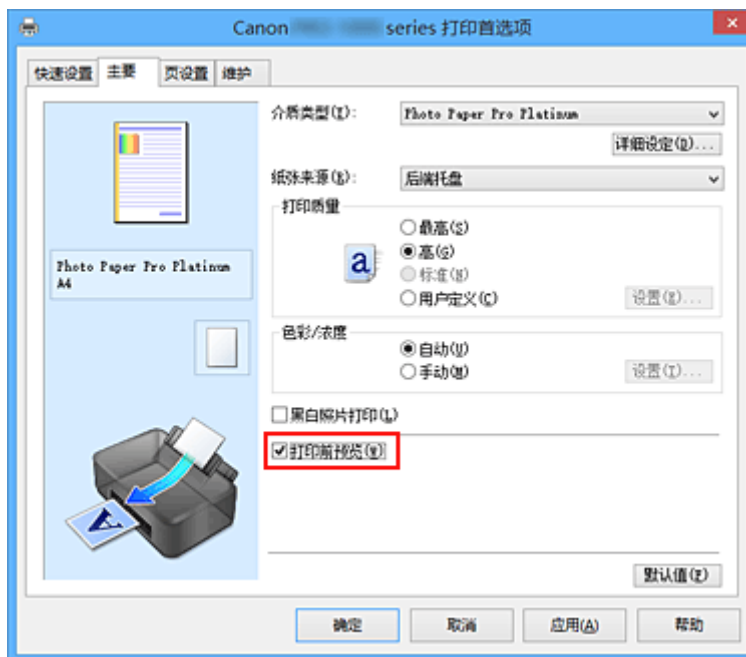 Canon series 打印首选项
快速设置 主要 页设置 维护
介质类型(I): Photo Paper Pro Platinum
详细设定(D)...
纸张来源(R): 后端托盘
打印质量
最高(S)
高(G)
标准(N)
用户定义(C) 设置(E)...
Photo Paper Pro Platinum
A4
a
色彩/浓度
自动(U)
手动(M) 设置(T)...
黑白照片打印(L)
打印前预览(V)
A
默认值(F)
确定 取消 应用(A) 帮助